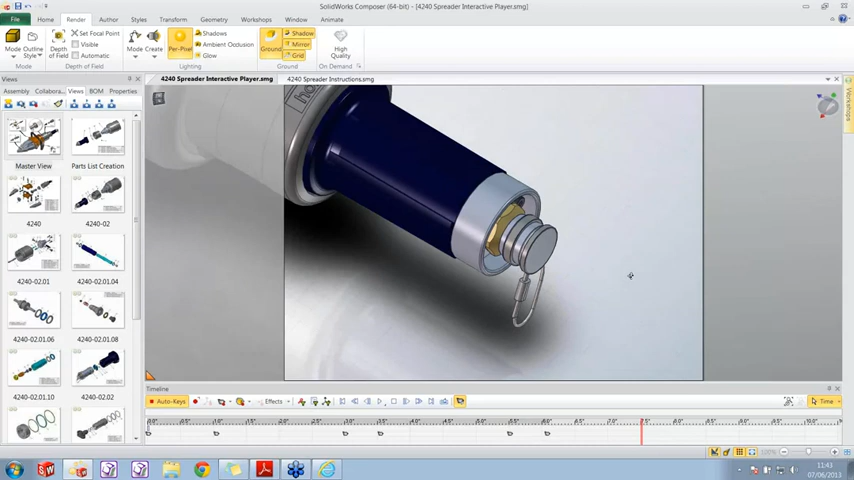 SolidWorks Composer (64-bit) - [4240 Spreader Interactive Player.smg]
File Home Render Author Styles Transform Geometry Workshops Window Animate
Mode Outline Style
Depth of Field
Set Focal Point
Visible
Automatic
Depth of Field
Mode Create
Per-Pixel
Shadows
Ambient Occlusion
Glow
Lighting
Ground
Shadow
Mirror
Grid
Ground
High Quality
On Demand
Views
4240 Spreader Interactive Player.smg 4240 Spreader Instructions.smg
Assembly Collabora... Views BOM Properties
Workshops
Master View Parts List Creation
4240 4240-02
4240-02.01 4240-02.01.04
4240-02.01.06 4240-02.01.08
4240-02.01.10 4240-02.02
Timeline
Auto-Keys Effects Time
100%
11:43
07/06/2013